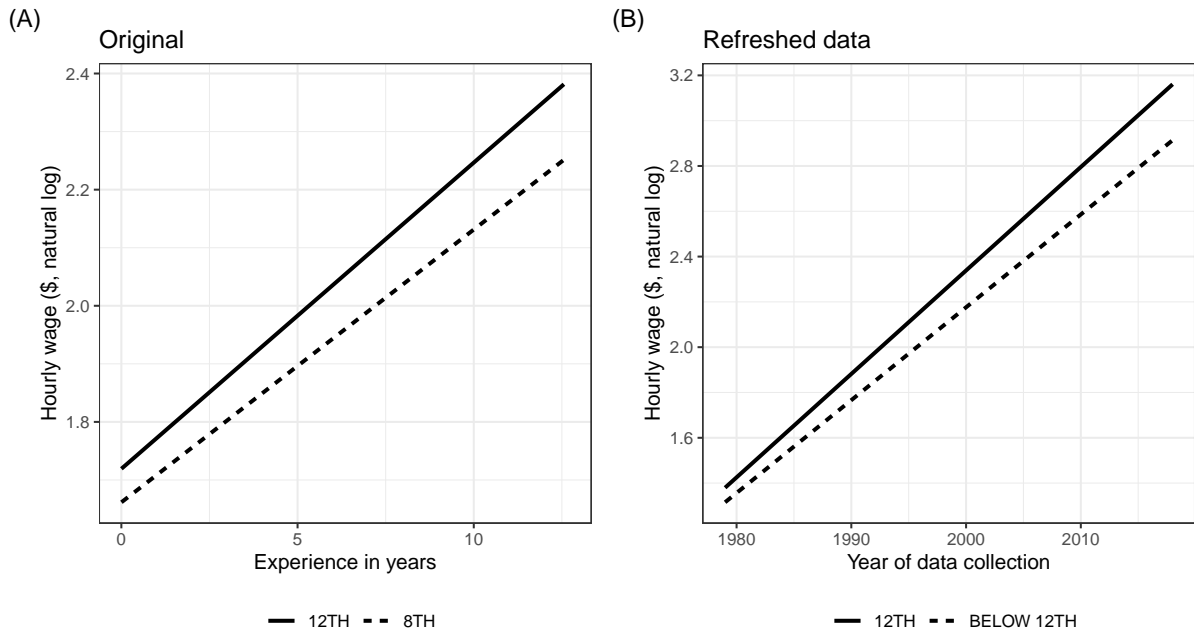 (A)
Original
2.4
2.2
2.0
1.8
Hourly wage ($, natural log)
0 5 10
Experience in years
12TH 8TH
(B)
Refreshed data
3.2
2.8
2.4
2.0
1.6
Hourly wage ($, natural log)
1980 1990 2000 2010
Year of data collection
12TH BELOW 12TH